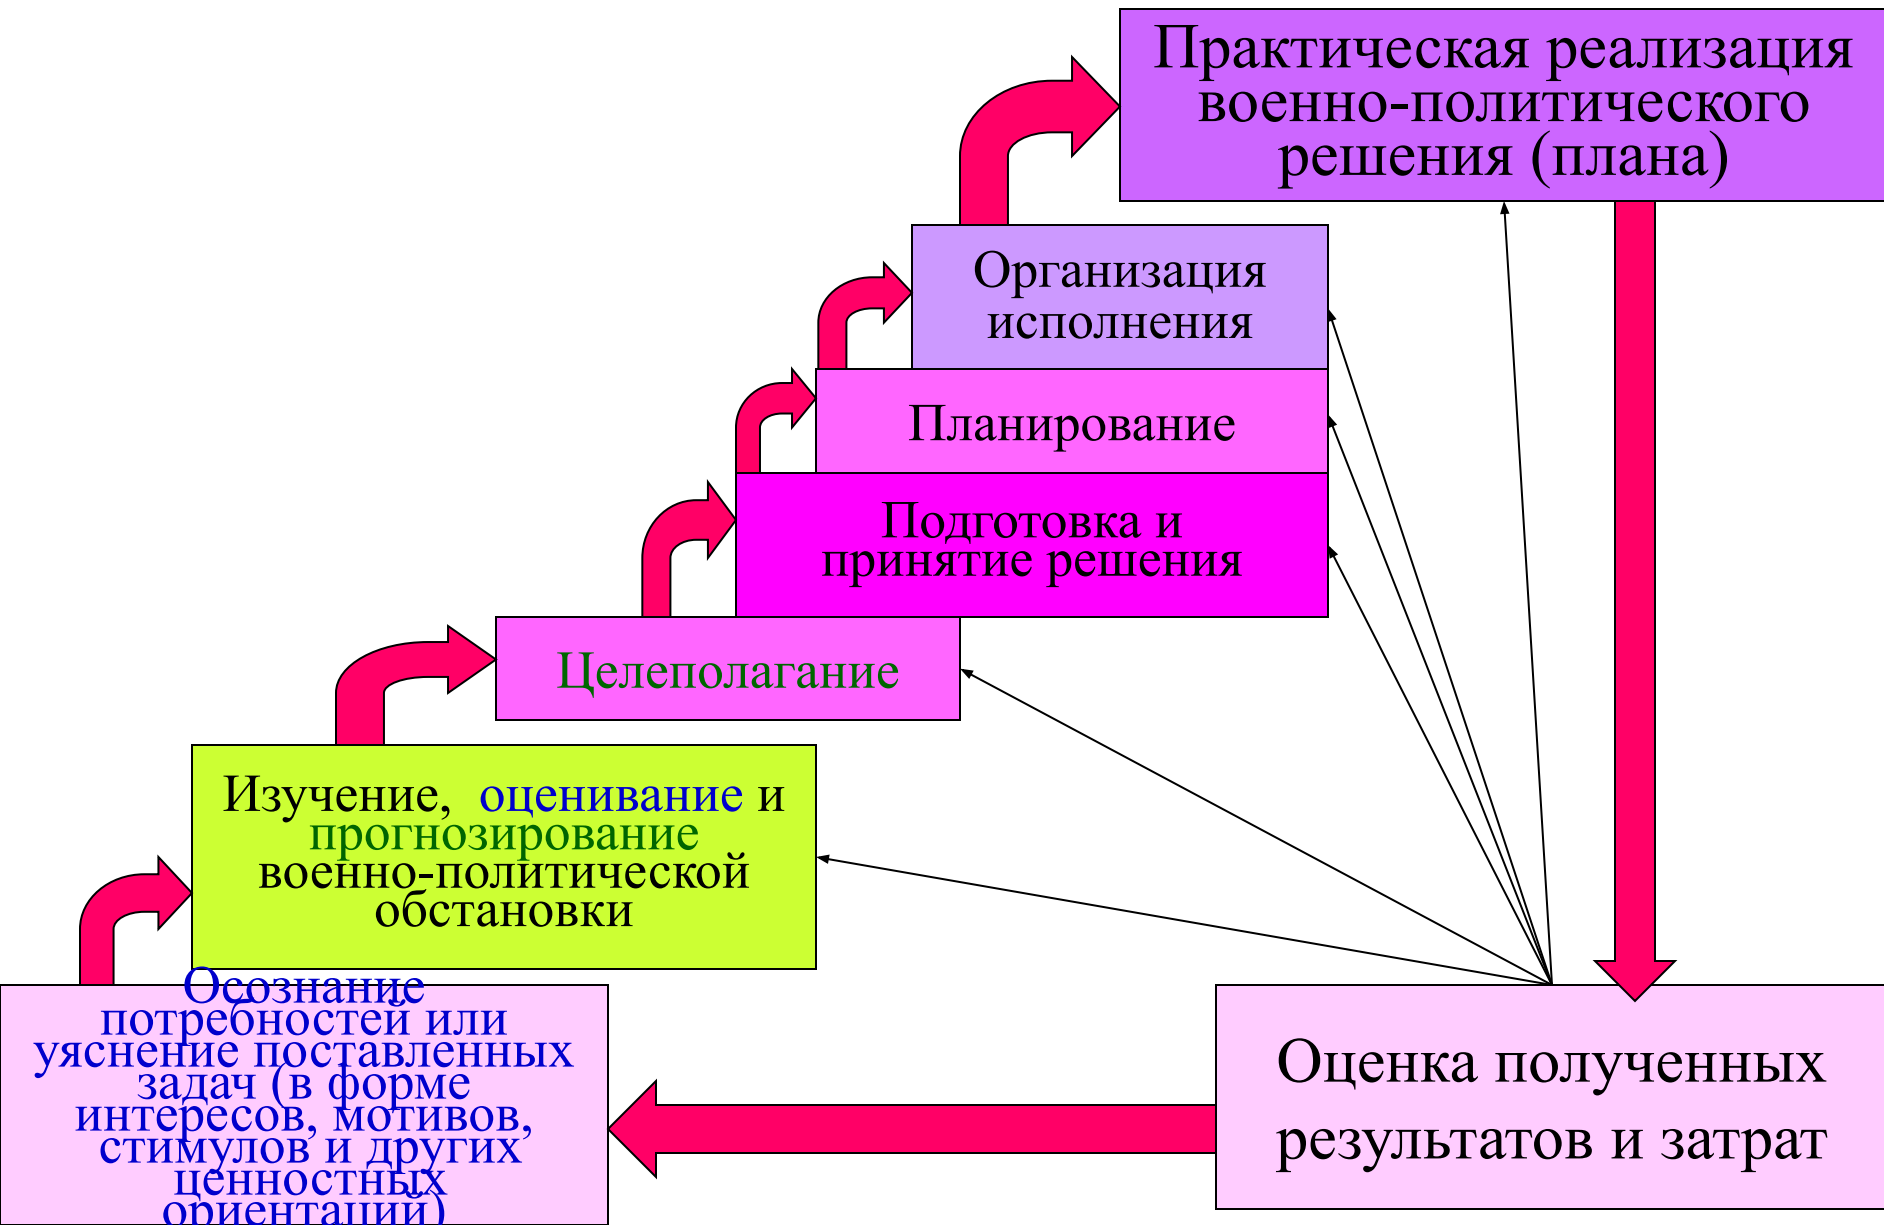 Практическая реализация
военно-политического
решения (плана)
Организация
исполнения
Планирование
Подготовка и
принятие решения
Целеполагание
Изучение, оценивание и
прогнозирование
военно-политической
обстановки
Осознание
потребностей или
уяснение поставленных
задач (в форме
интересов, мотивов,
стимулов и других
ценностных
ориентаций)
Оценка полученных
результатов и затрат